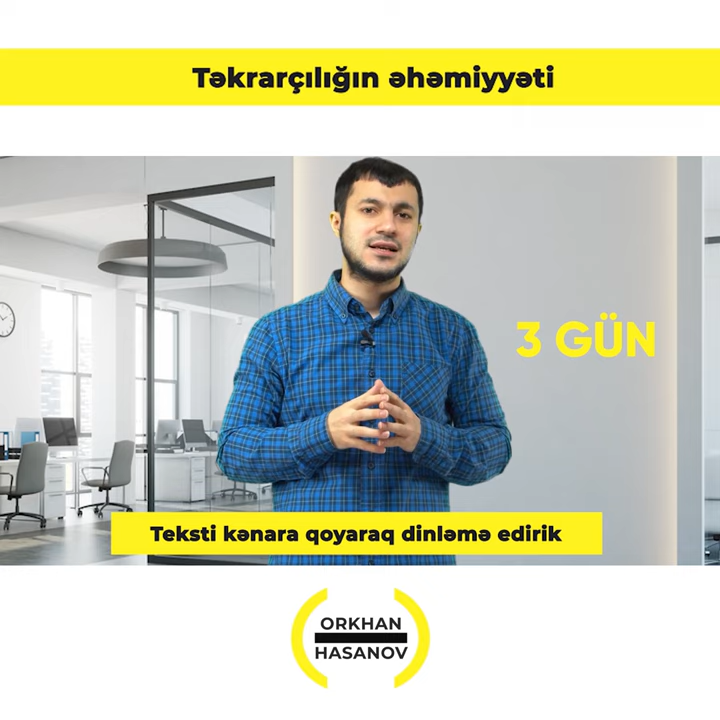 Təkrarçılığın əhəmiyyəti
3 GÜN
Teksti kənara qoyaraq dinləmə edirik
ORKHAN
HASANOV